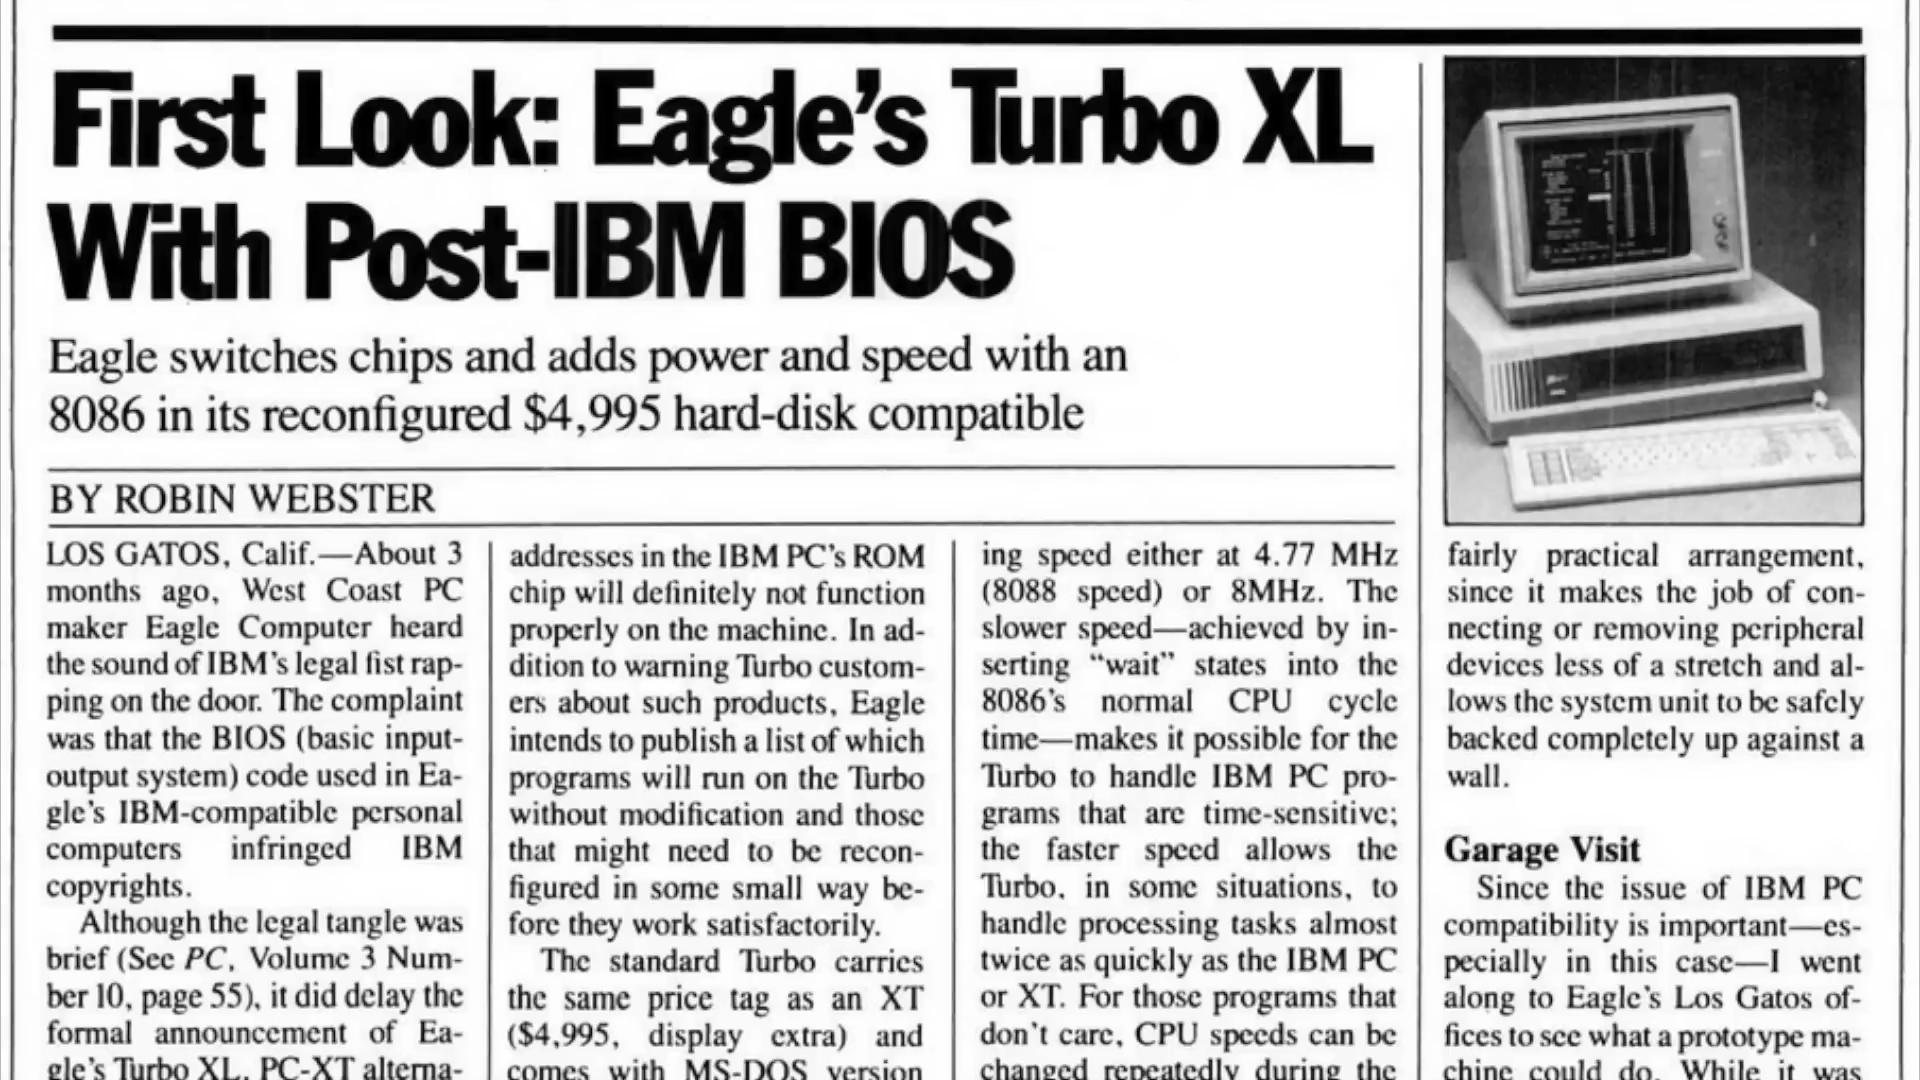 First Look: Eagle's Turbo XL
With Post-IBM BIOS
Eagle switches chips and adds power and speed with an
8086 in its reconfigured $4,995 hard-disk compatible
BY ROBIN WEBSTER
LOS GATOS, Calif.—About 3
months ago, West Coast PC
maker Eagle Computer heard
the sound of IBM's legal fist rap-
ping on the door. The complaint
was that the BIOS (basic input-
output system) code used in Ea-
gle's IBM-compatible personal
computers infringed IBM
copyrights.
Although the legal tangle was
brief (See PC, Volume 3 Num-
ber 10, page 55), it did delay the
formal announcement of Ea-
gle's Turbo XL, PC-XT alterna-
addresses in the IBM PC's ROM
chip will definitely not function
properly on the machine. In ad-
dition to warning Turbo custom-
ers about such products, Eagle
intends to publish a list of which
programs will run on the Turbo
without modification and those
that might need to be recon-
figured in some small way be-
fore they work satisfactorily.
The standard Turbo carries
the same price tag as an XT
($4,995, display extra) and
comes with MS-DOS version
ing speed either at 4.77 MHz
(8088 speed) or 8MHz. The
slower speed—achieved by in-
serting "wait" states into the
8086's normal CPU cycle
time—makes it possible for the
Turbo to handle IBM PC pro-
grams that are time-sensitive;
the faster speed allows the
Turbo, in some situations, to
handle processing tasks almost
twice as quickly as the IBM PC
or XT. For those programs that
don't care, CPU speeds can be
changed repeatedly during the
fairly practical arrangement,
since it makes the job of con-
necting or removing peripheral
devices less of a stretch and al-
lows the system unit to be safely
backed completely up against a
wall.
Garage Visit
Since the issue of IBM PC
compatibility is important—es-
pecially in this case—I went
along to Eagle's Los Gatos of-
fices to see what a prototype ma-
chine could do. While it was